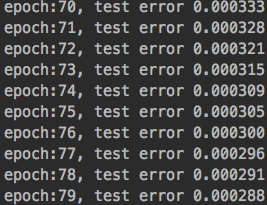 epoch:70, test error 0.000333
epoch:71, test error 0.000328
epoch:72, test error 0.000321
epoch:73, test error 0.000315
epoch:74, test error 0.000309
epoch:75, test error 0.000305
epoch:76, test error 0.000300
epoch:77, test error 0.000296
epoch:78, test error 0.000291
epoch:79, test error 0.000288